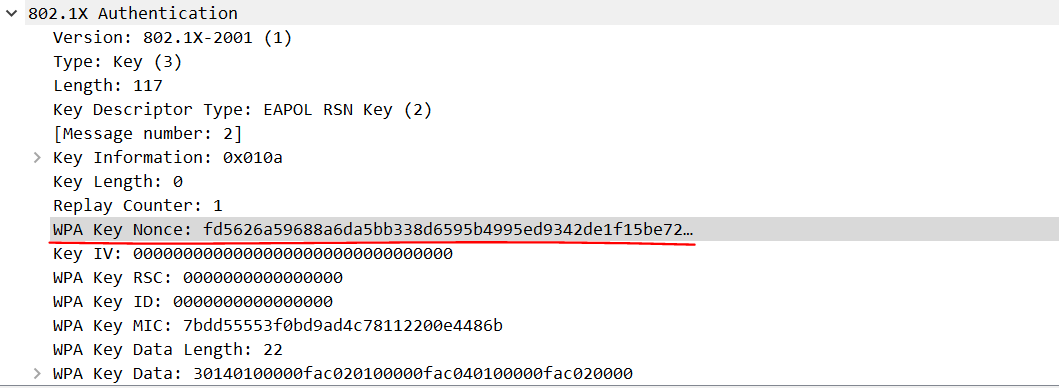 802.1X Authentication
Version: 802.1X-2001 (1)
Type: Key (3)
Length: 117
Key Descriptor Type: EAPOL RSN Key (2)
[Message number: 2]
Key Information: 0x010a
Key Length: 0
Replay Counter: 1
WPA Key Nonce: fd5626a59688a6da5bb338d6595b4995ed9342de1f15be72…
Key IV: 00000000000000000000000000000000
WPA Key RSC: 0000000000000000
WPA Key ID: 0000000000000000
WPA Key MIC: 7bdd55553f0bd9ad4c78112200e4486b
WPA Key Data Length: 22
WPA Key Data: 30140100000fac020100000fac040100000fac020000